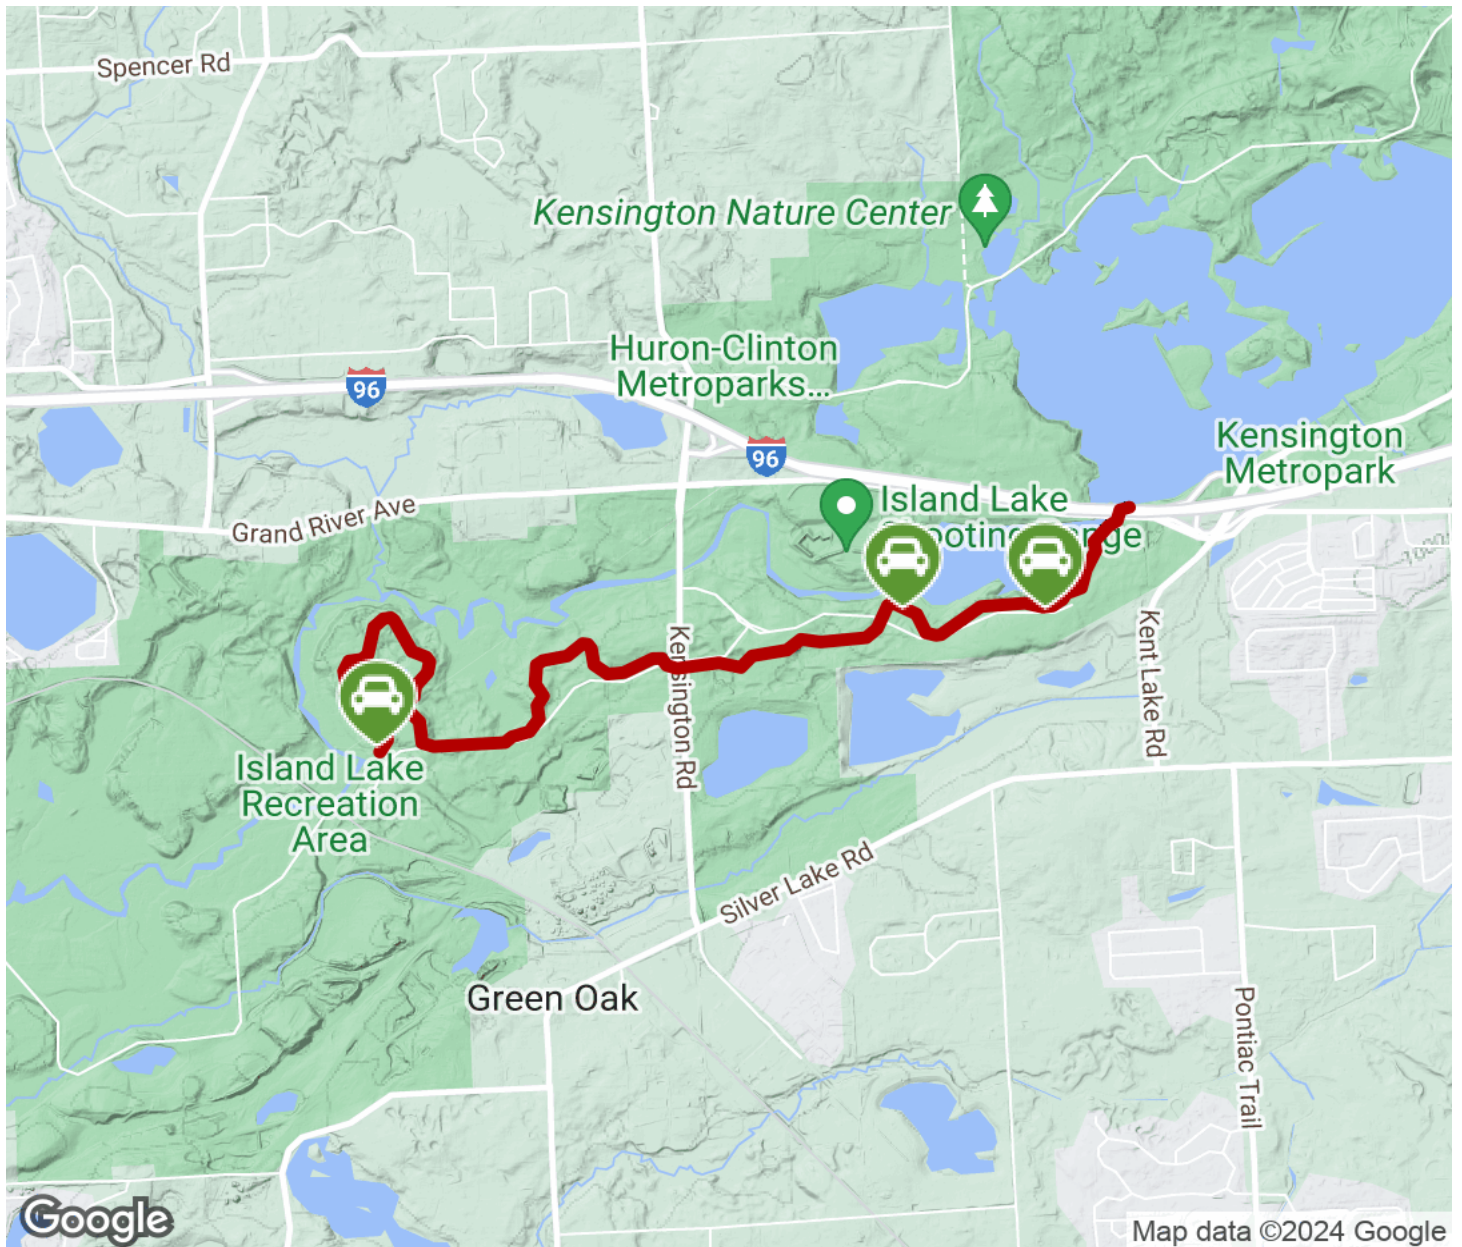 Spencer Rd
Kensington Nature Center
Huron-Clinton
Metroparks...
96
96
Kensington
Metropark
Island Lake
Grand River Ave
Kensington Rd
Kent Lake Rd
Island Lake
Recreation
Area
Silver Lake Rd
Green Oak
Pontiac Trail
Google
Map data ©2024 Google